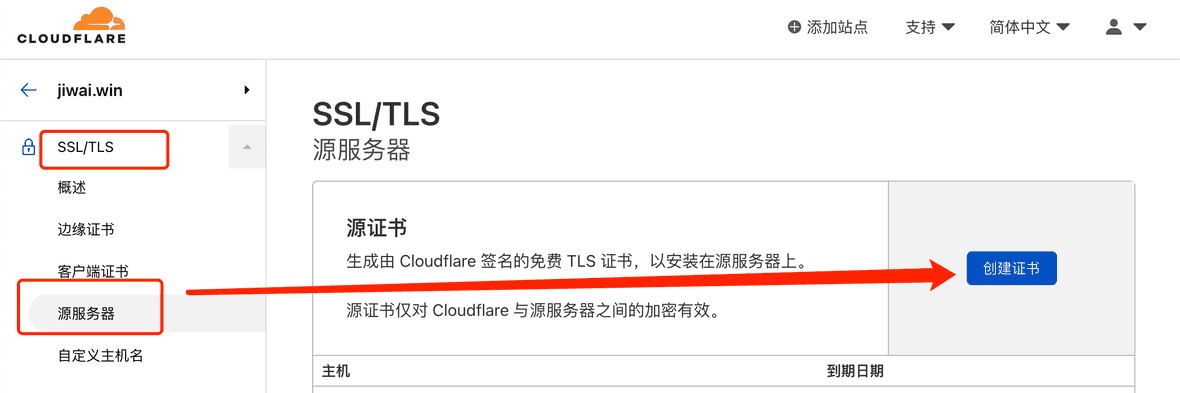 CLOUDFLARE
添加站点 支持 简体中文
jiwai.win
SSL/TLS
概述
边缘证书
客户端证书
源服务器
自定义主机名
SSL/TLS
源服务器
源证书
生成由 Cloudflare 签名的免费 TLS 证书，以安装在源服务器上。
源证书仅对 Cloudflare 与源服务器之间的加密有效。
创建证书
主机 到期日期